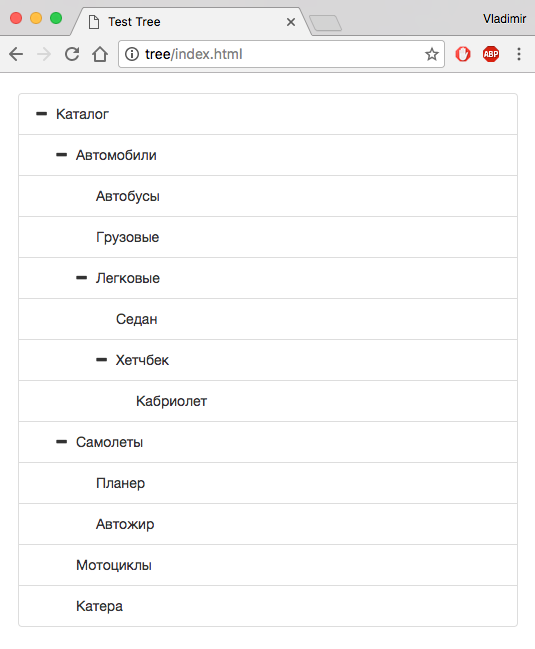 Test Tree
Vladimir
tree/index.html
ABP
Каталог
Автомобили
Автобусы
Грузовые
Легковые
Седан
Хетчбек
Кабриолет
Самолеты
Планер
Автожир
Мотоциклы
Катера